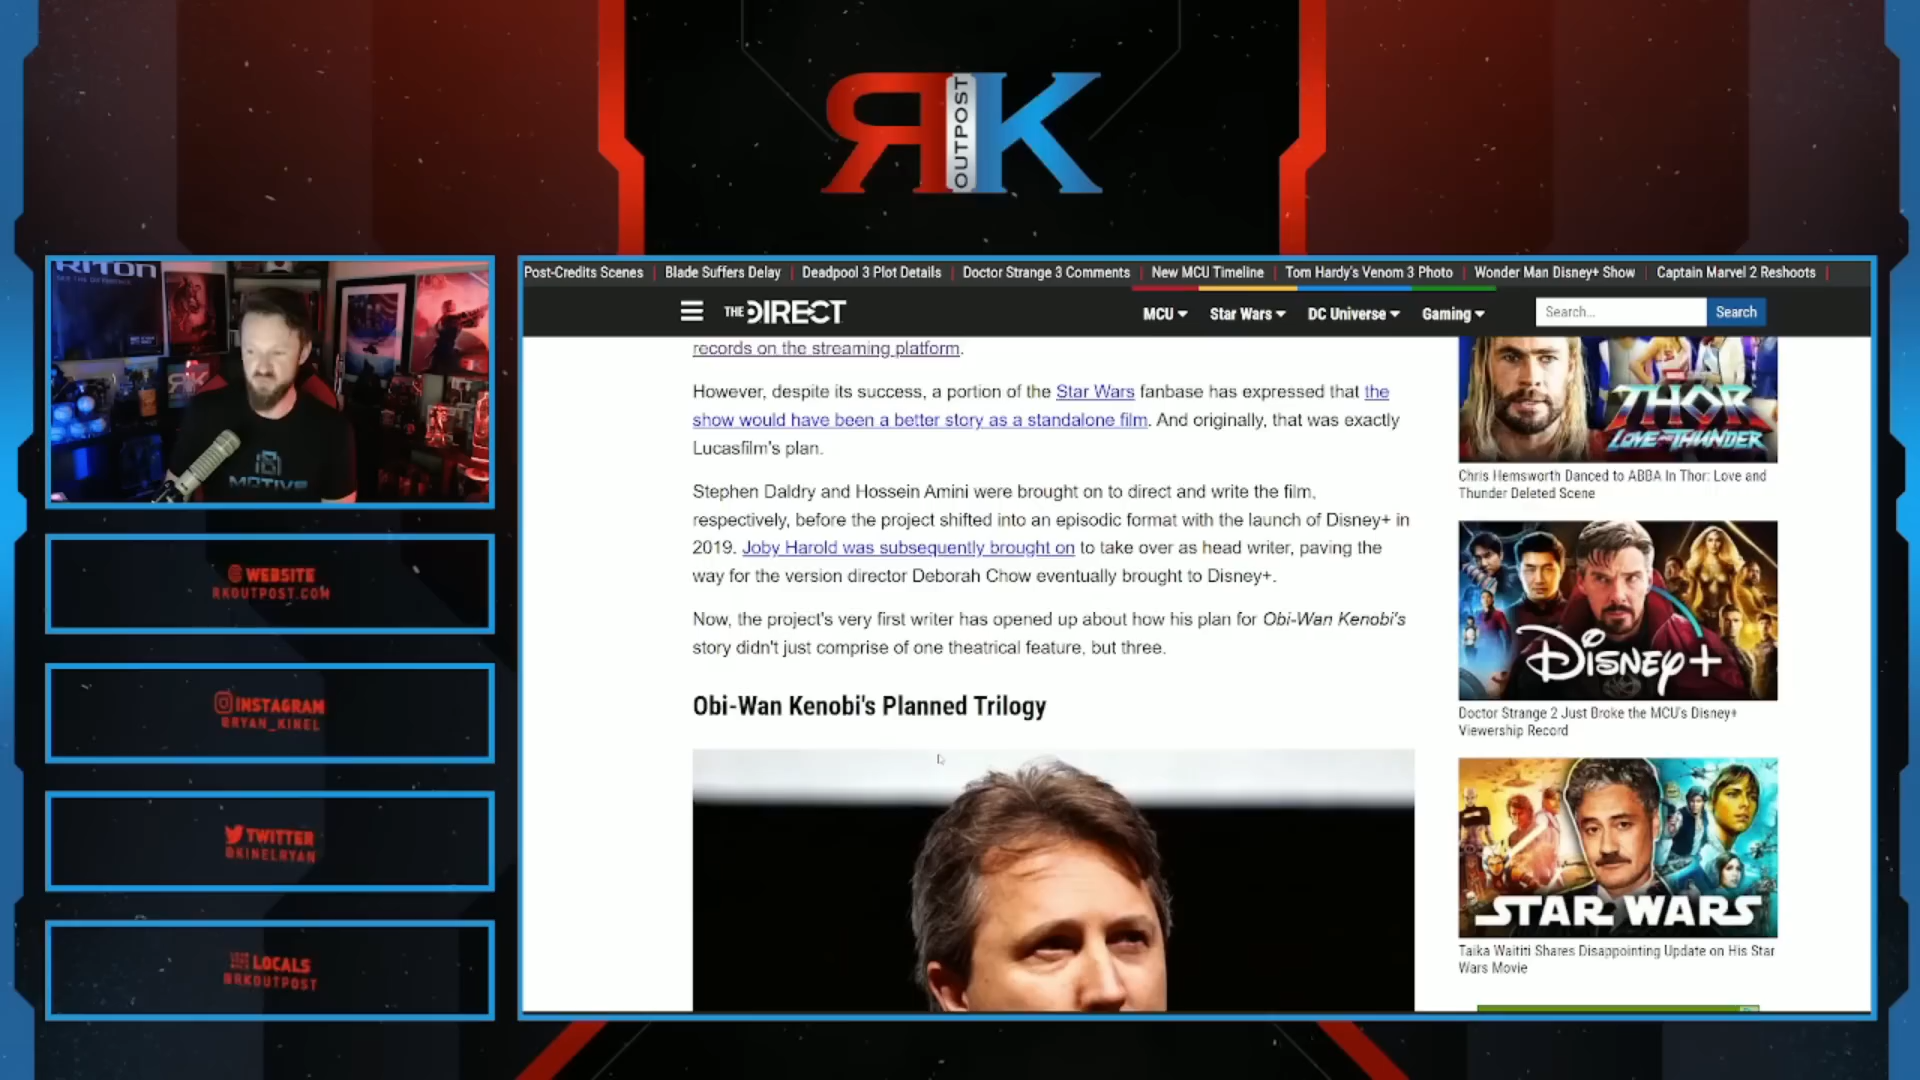 RK
OUTPOST
RITON
RK
MOTIVE
WEBSITE
RKOUTPOST.COM
INSTAGRAM
@RYAN_KINEL
TWITTER
@KINELRYAN
LOCALS
@RKOUTPOST
Post-Credits Scenes | Blade Suffers Delay | Deadpool 3 Plot Details | Doctor Strange 3 Comments | New MCU Timeline | Tom Hardy's Venom 3 Photo | Wonder Man Disney+ Show | Captain Marvel 2 Reshoots |
THE DIRECT MCU Star Wars DC Universe Gaming Search... Search
records on the streaming platform.
However, despite its success, a portion of the Star Wars fanbase has expressed that the
show would have been a better story as a standalone film. And originally, that was exactly
Lucasfilm's plan.
Stephen Daldry and Hossein Amini were brought on to direct and write the film,
respectively, before the project shifted into an episodic format with the launch of Disney+ in
2019. Joby Harold was subsequently brought on to take over as head writer, paving the
way for the version director Deborah Chow eventually brought to Disney+.
Now, the project's very first writer has opened up about how his plan for Obi-Wan Kenobi's
story didn't just comprise of one theatrical feature, but three.
Obi-Wan Kenobi's Planned Trilogy
THOR
LOVE AND THUNDER
Chris Hemsworth Danced to ABBA In Thor: Love and
Thunder Deleted Scene
Disney+
Doctor Strange 2 Just Broke the MCU's Disney+
Viewership Record
STAR WARS
Taika Waititi Shares Disappointing Update on His Star
Wars Movie